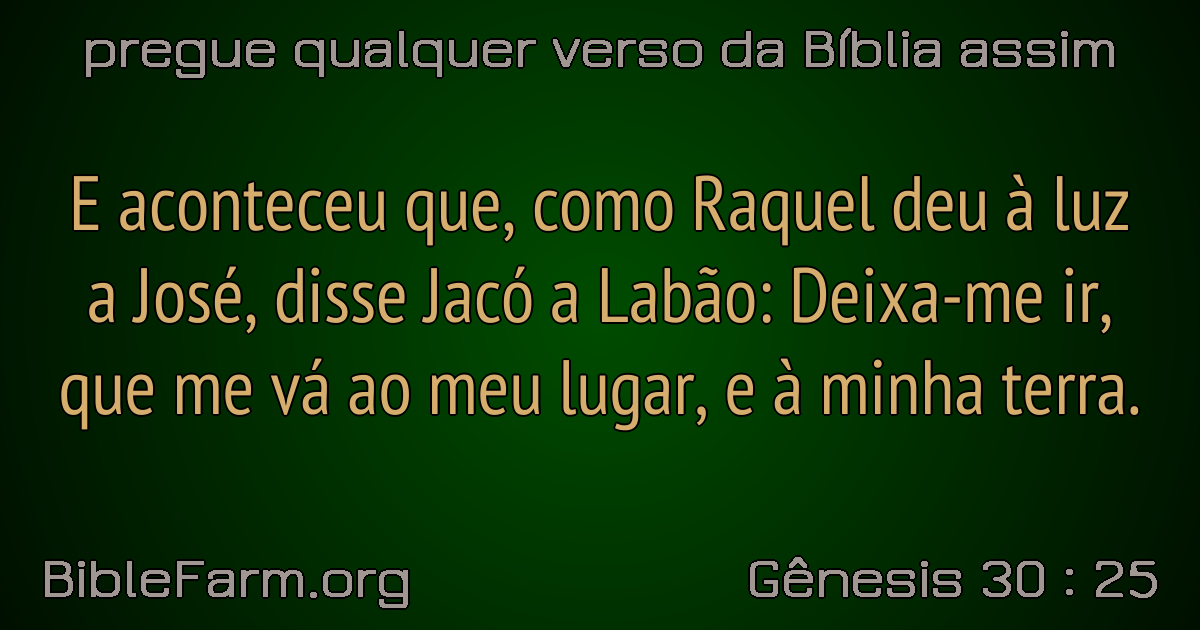 pregue qualquer verso da Bíblia assim
E aconteceu que, como Raquel deu à luz
a José, disse Jacó a Labão: Deixa-me ir,
que me vá ao meu lugar, e à minha terra.
BibleFarm.org
Gênesis 30 : 25